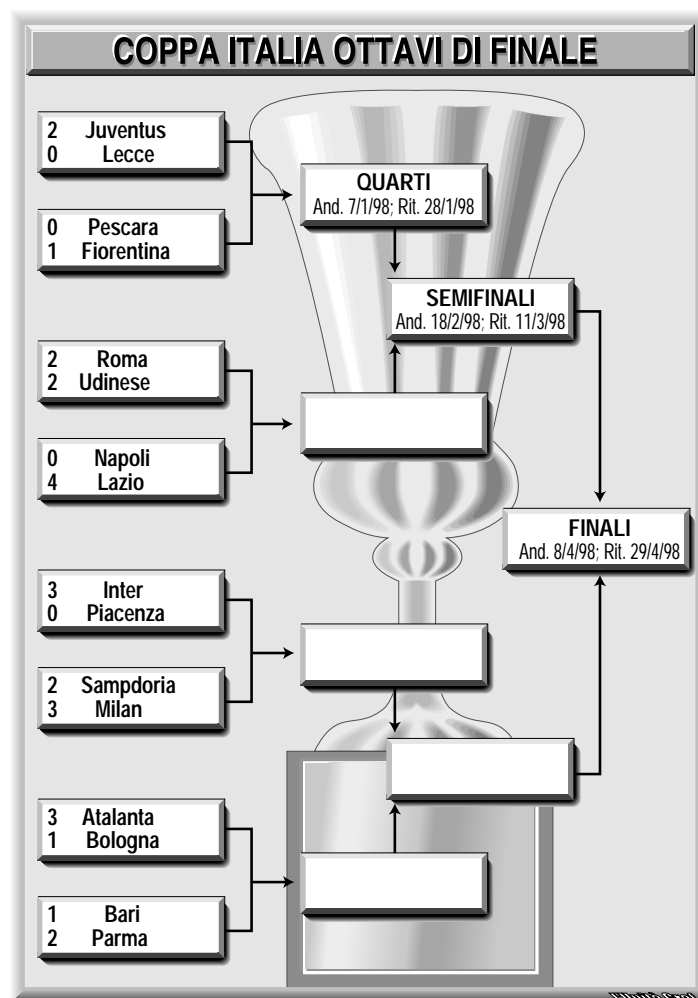 COPPA ITALIA OTTAVI DI FINALE
2 Juventus
0 Lecce
0 Pescara
1 Fiorentina
QUARTI
And. 7/1/98; Rit. 28/1/98
SEMIFINALI
And. 18/2/98; Rit. 11/3/98
2 Roma
2 Udinese
0 Napoli
4 Lazio
FINALI
And. 8/4/98; Rit. 29/4/98
3 Inter
0 Piacenza
2 Sampdoria
3 Milan
3 Atalanta
1 Bologna
1 Bari
2 Parma